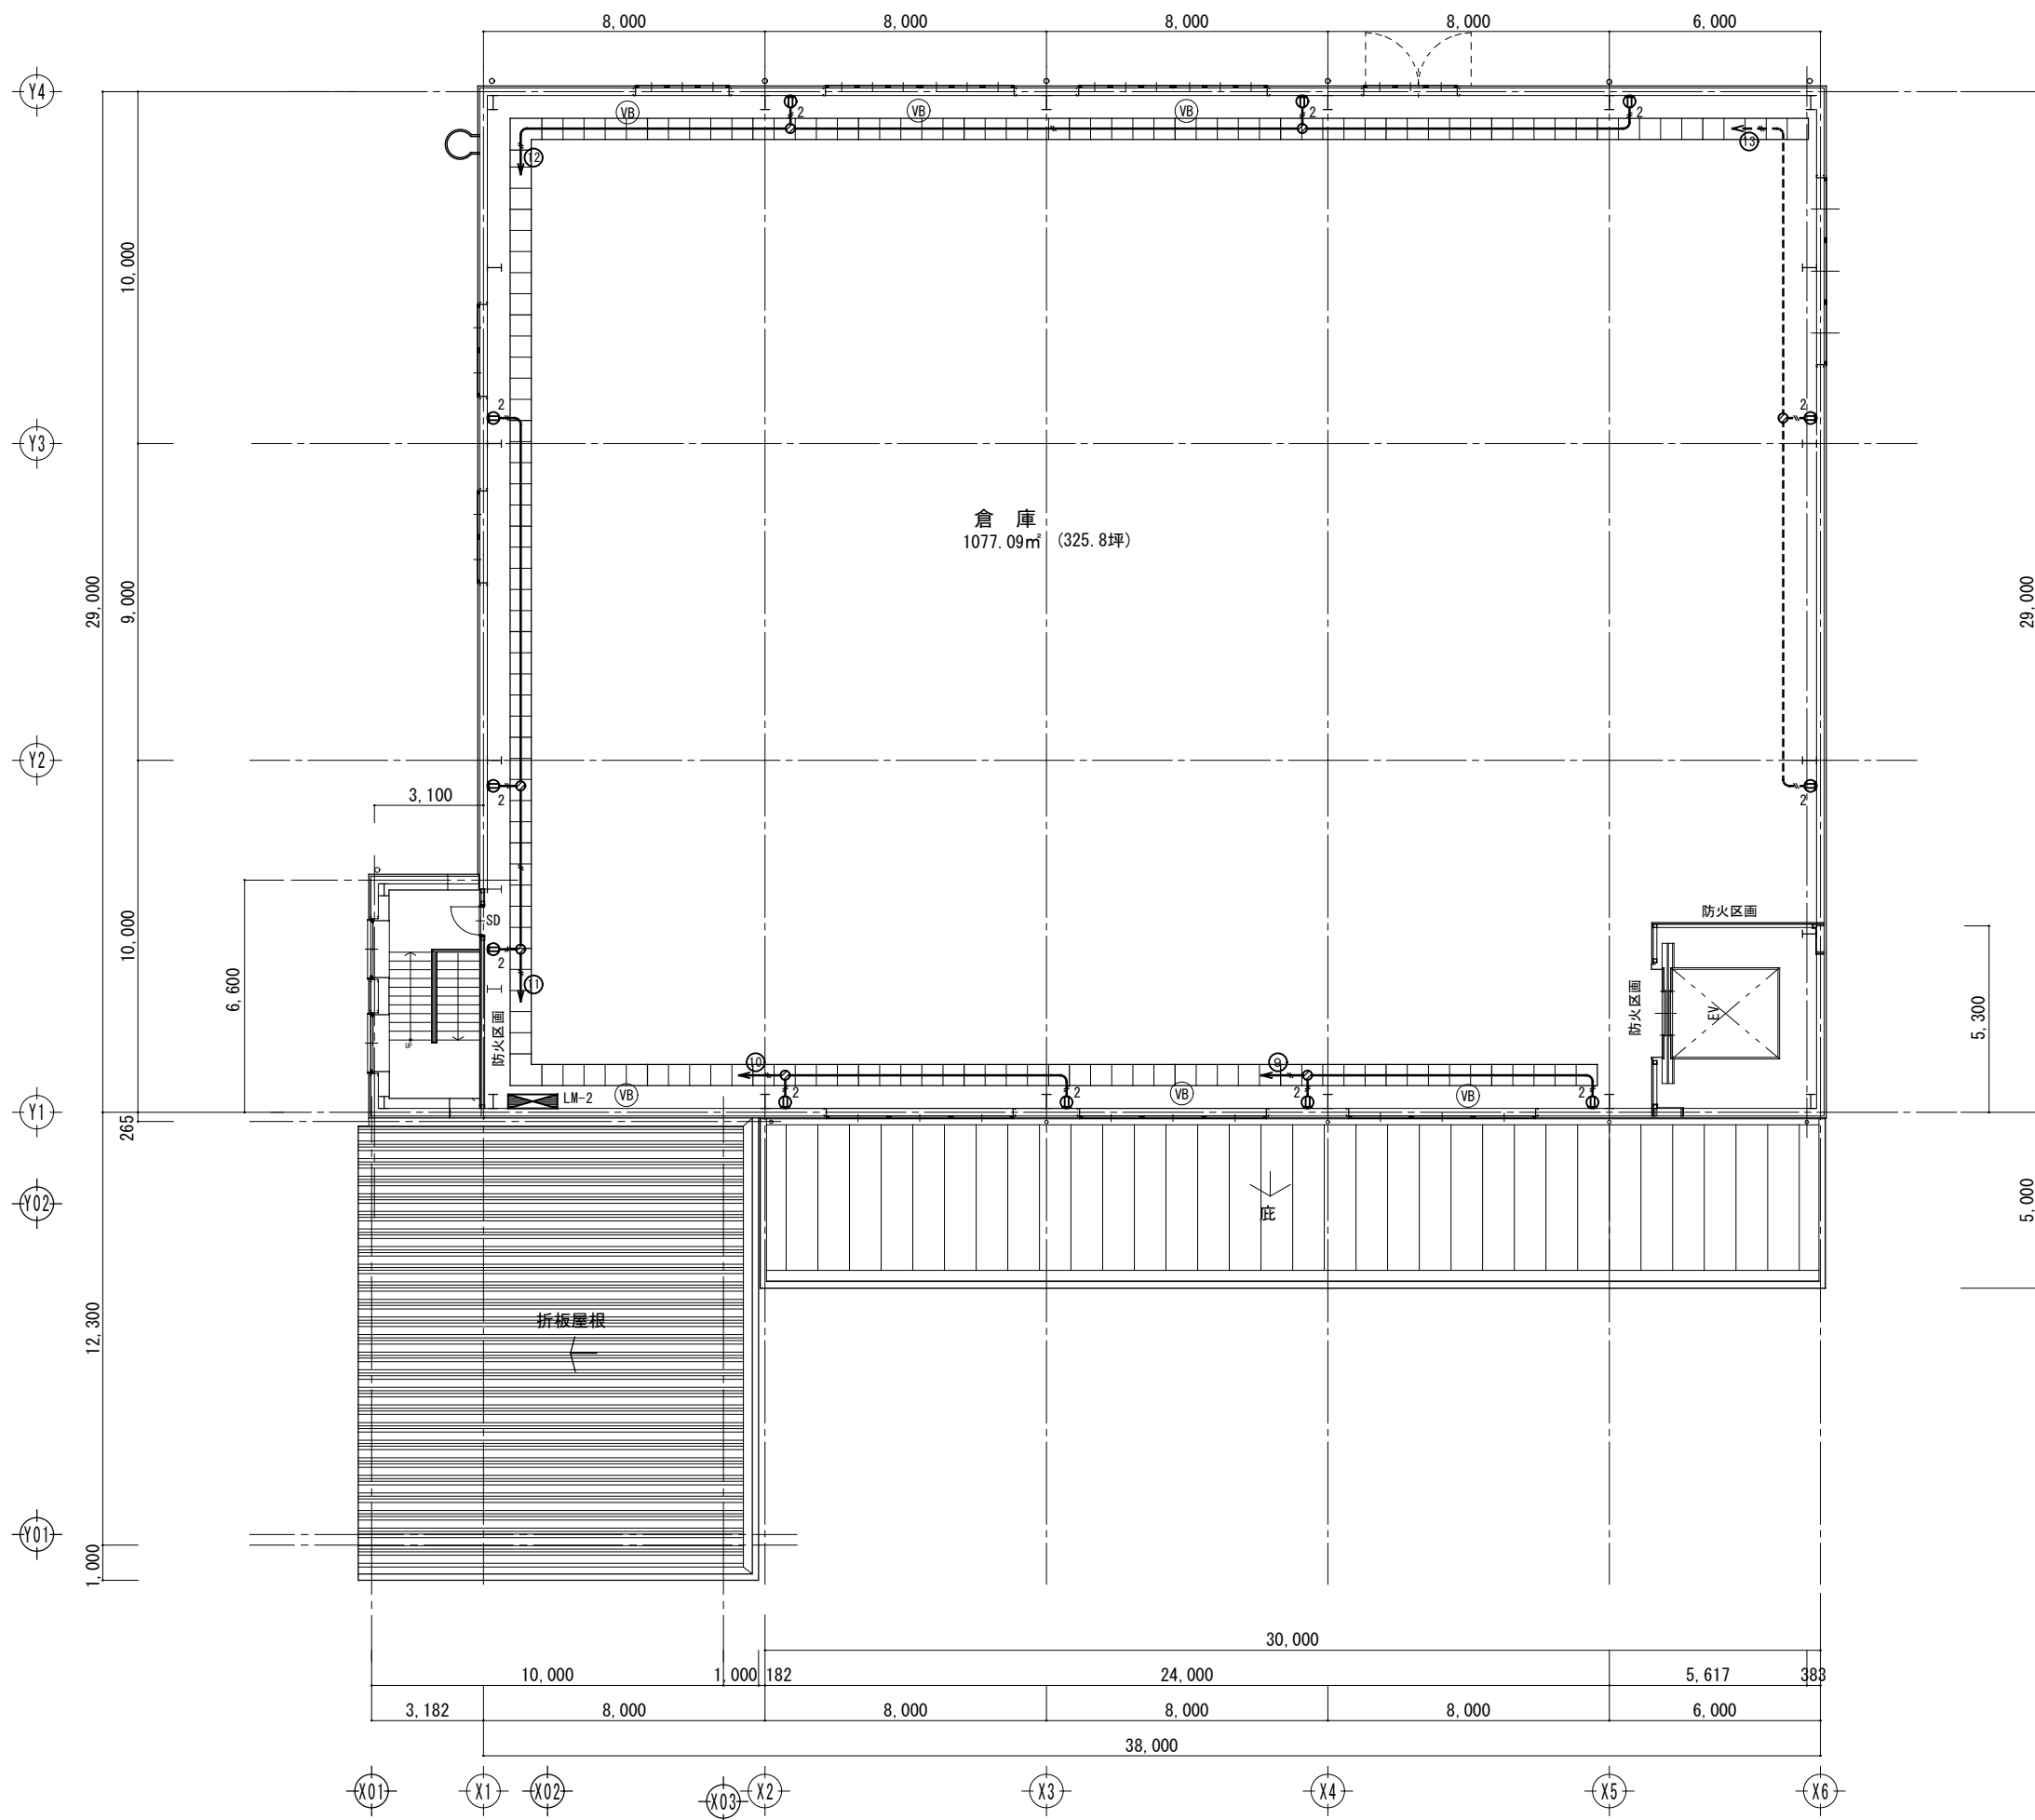 8,000 8,000 8,000 8,000 6,000
Y4
VB 2 VB VB 2 2
12 13
10,000
2 2
Y3
倉 庫
1077.09㎡ (325.8坪)
29,000 9,000 29,000
Y2
3,100 2 2
SD 防火区画
10,000 2
6,600 11 防火区画 防火区画 EV 5,300
UP
10 9
2 2 2 2
LM-2 VB VB VB
Y1
265
Y02 庇 5,000
12,300 折板屋根
Y01
1,000
30,000
10,000 1,000 182 24,000 5,617 383
3,182 8,000 8,000 8,000 8,000 6,000
38,000
X01 X1 X02 X03 X2 X3 X4 X5 X6